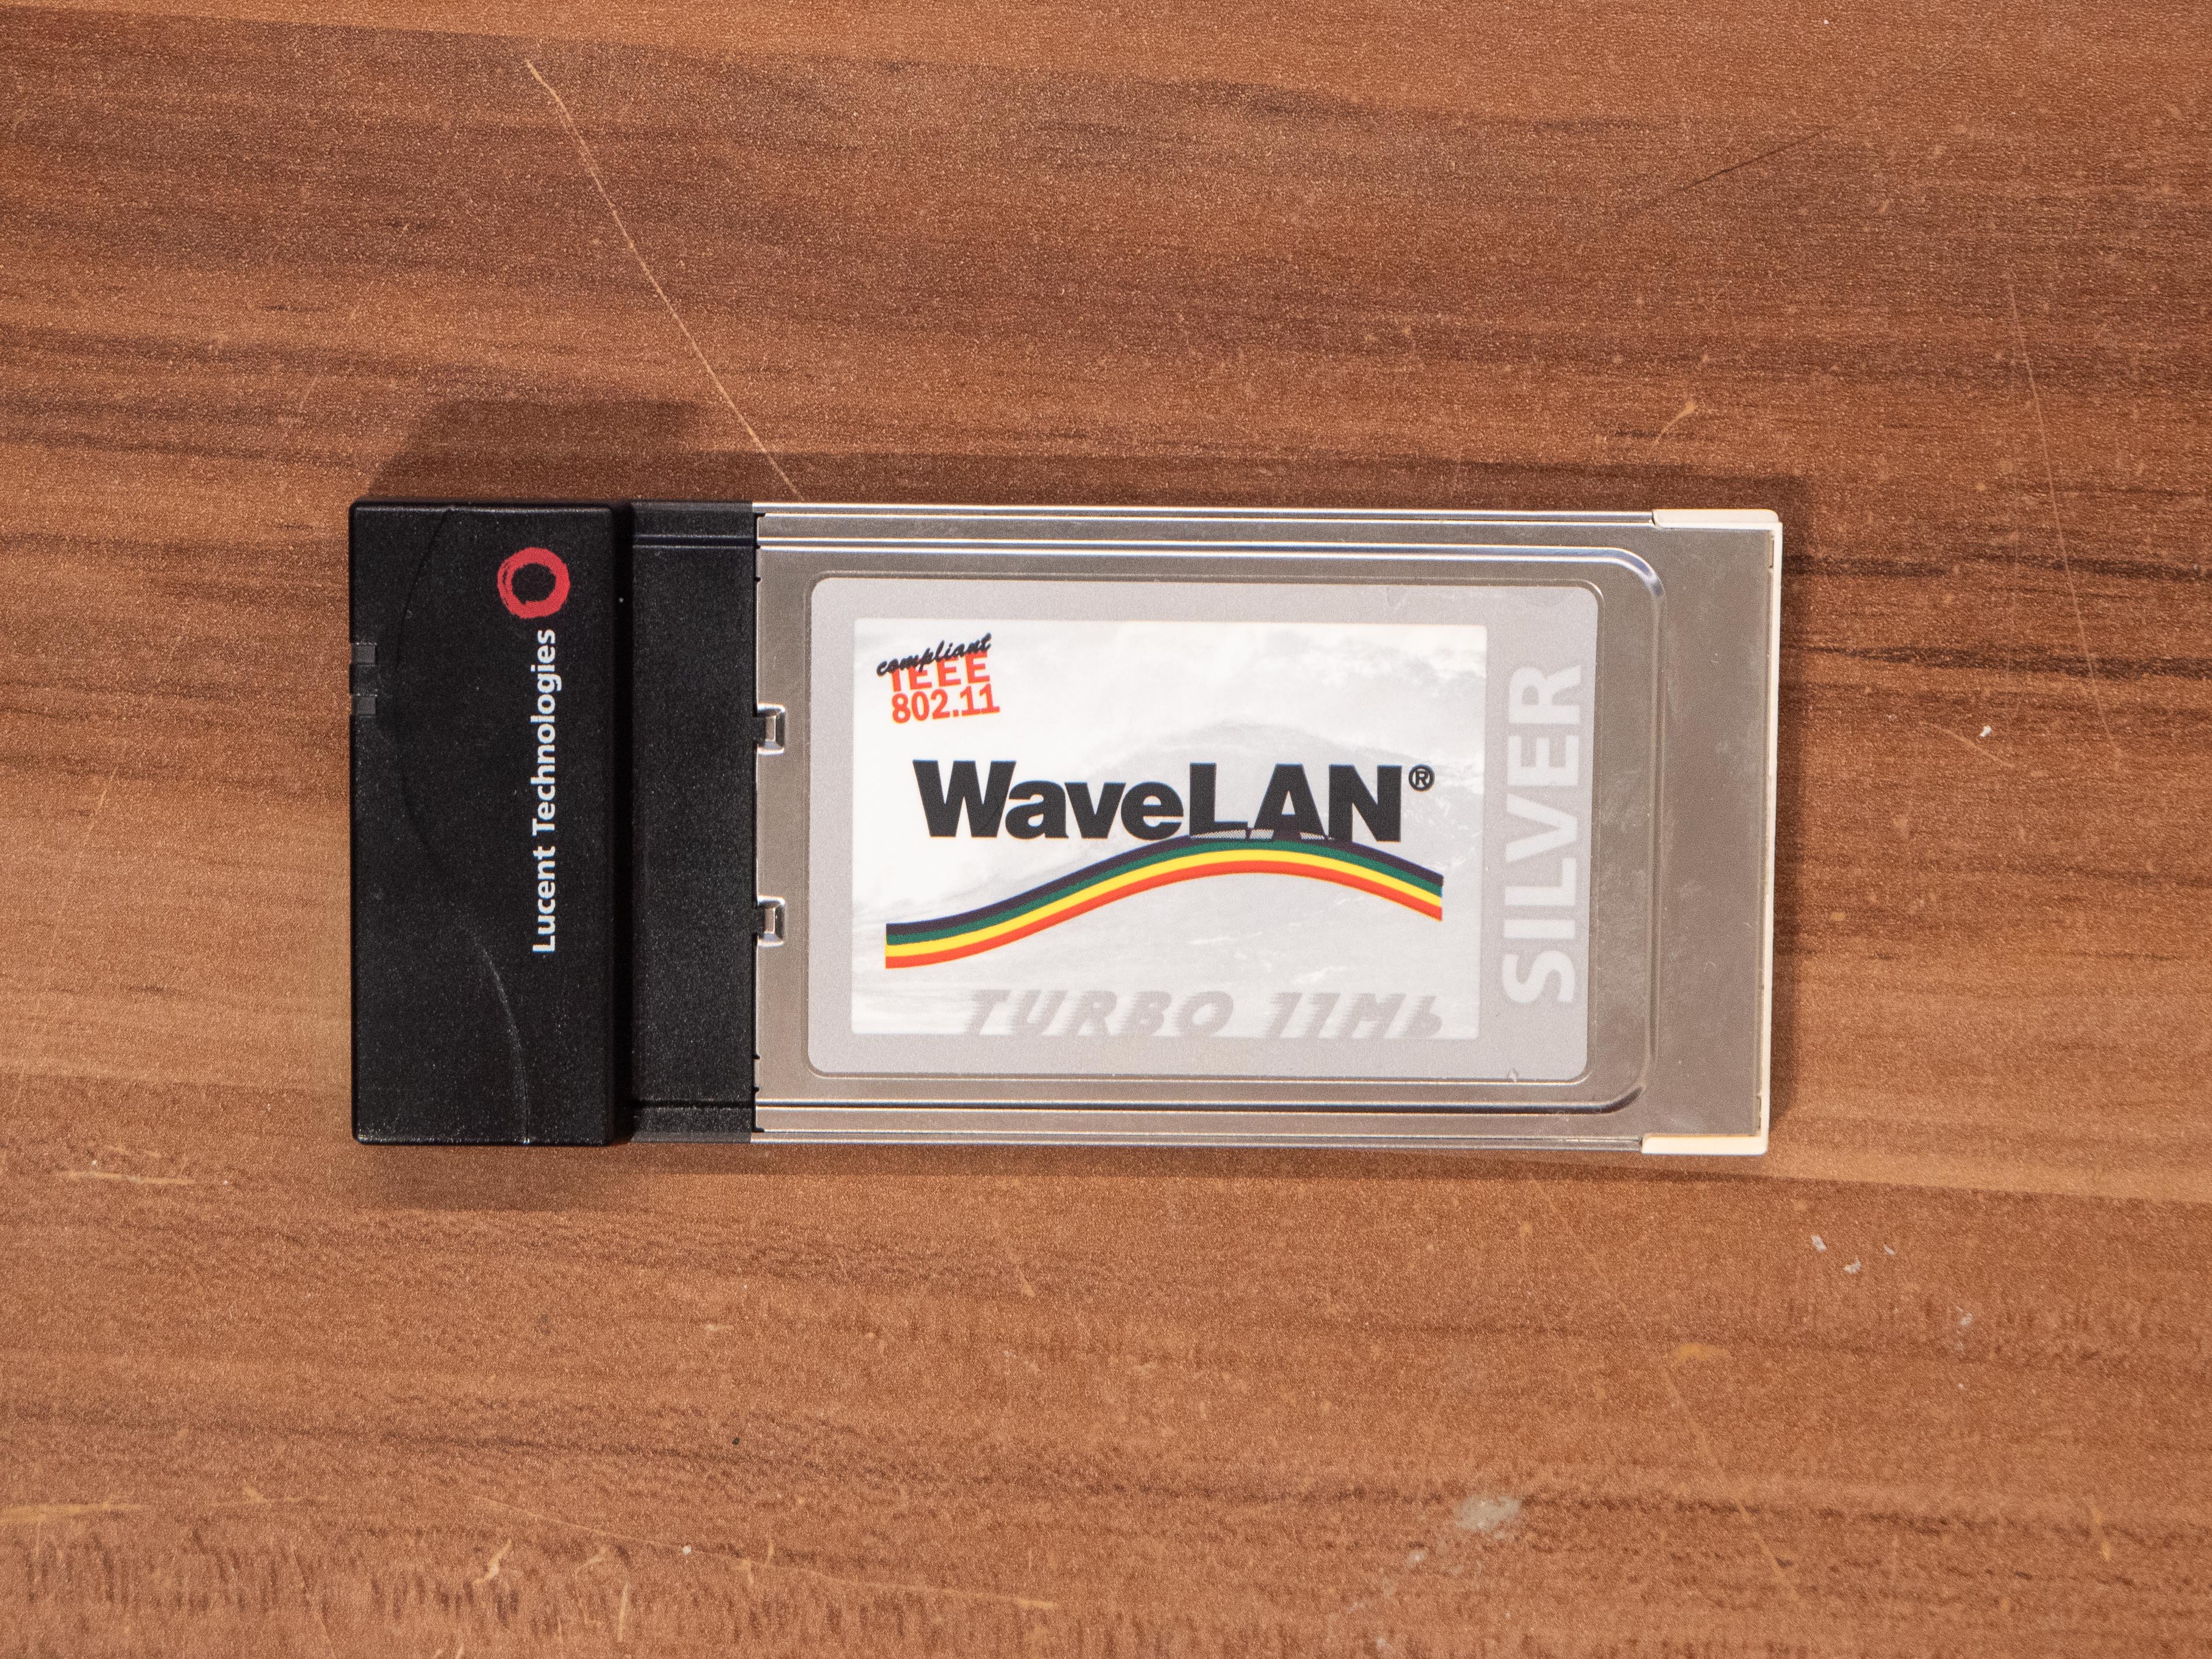 Lucent Technologies
compliant
IEEE
802.11
WaveLAN®
TURBO 11Mb
SILVER